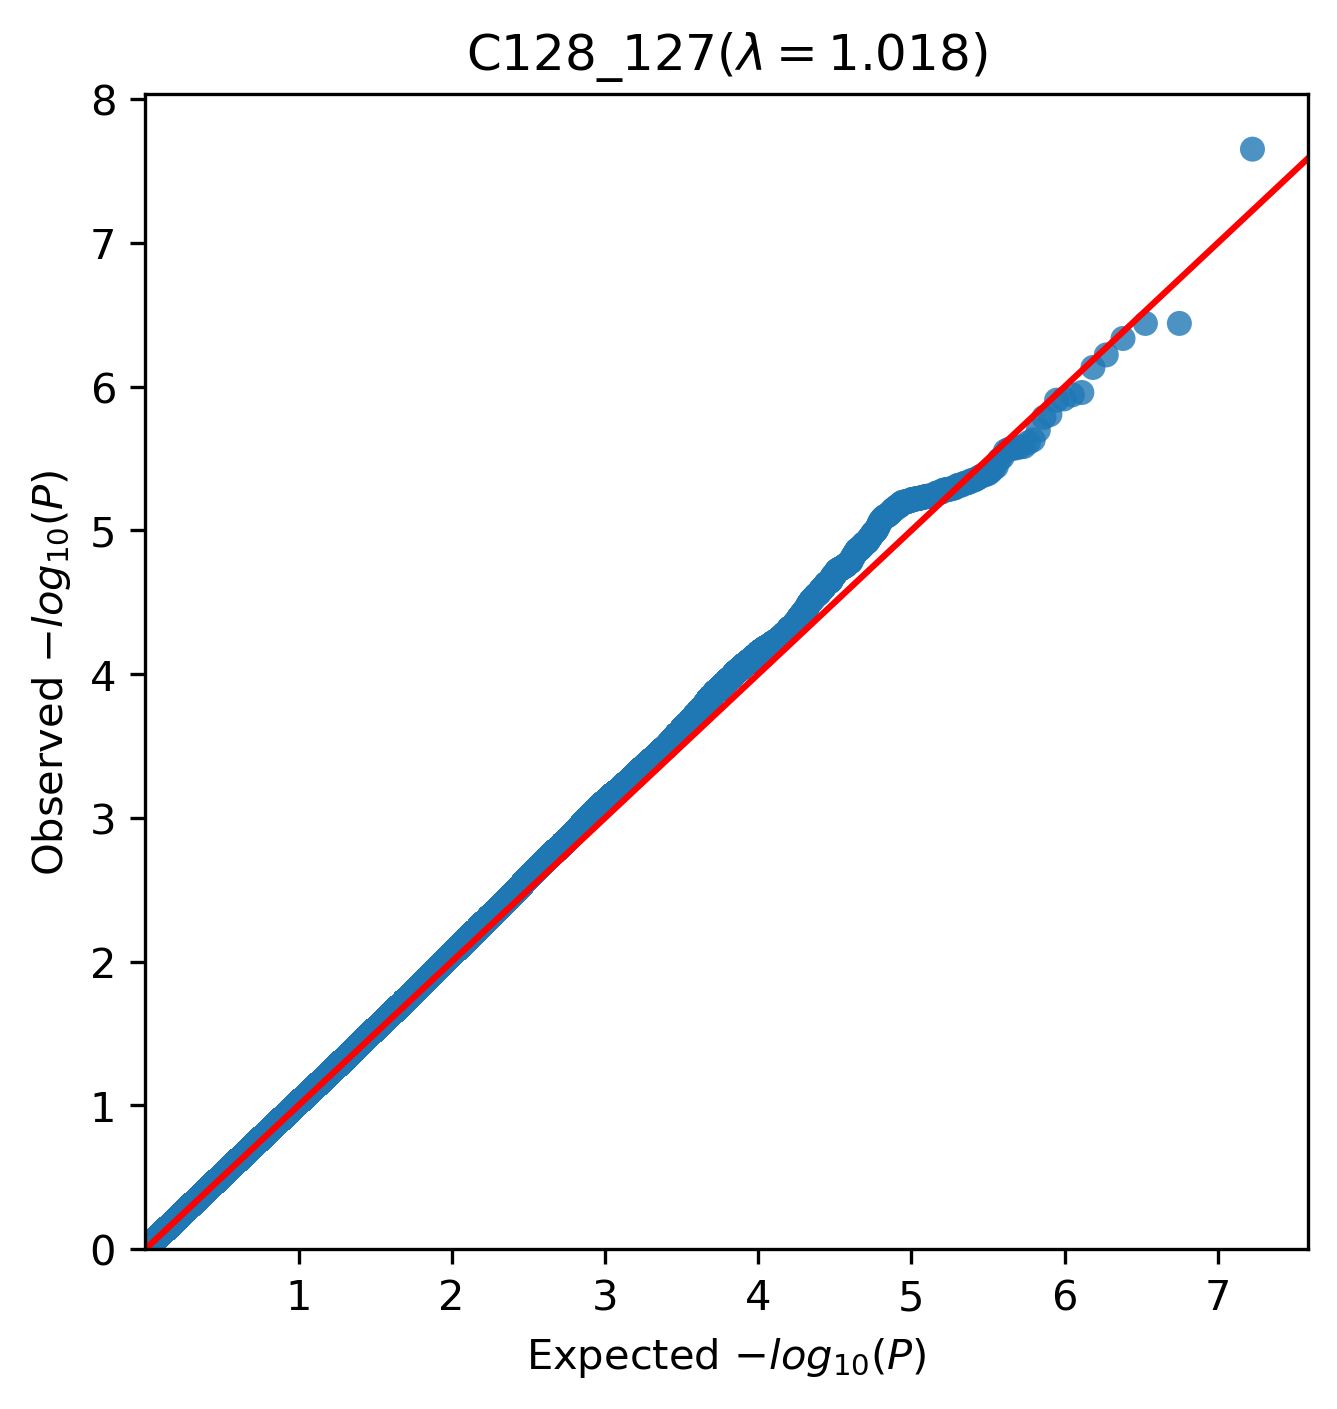 C128_127(λ = 1.018)
8
7
6
5
4
3
2
1
0
Observed −log10(P)
1 2 3 4 5 6 7
Expected −log10(P)